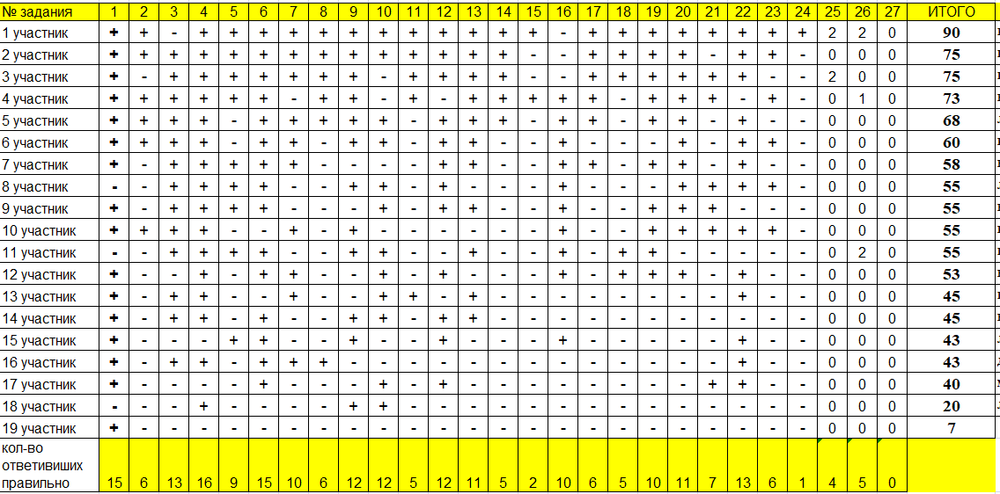 № задания 1 2 3 4 5 6 7 8 9 10 11 12 13 14 15 16 17 18 19 20 21 22 23 24 25 26 27 ИТОГО
1 участник + + - + + + + + + + + + + + + - + + + + + + + + 2 2 0 90
2 участник + + + + + + + + + + + + + + - - + + + + - + + - 0 0 0 75
3 участник + - + + + + + + + - + + + + - - + + + + + + - - 2 0 0 75
4 участник + + + + + + - + + - + - + + + + + - + + + - + - 0 1 0 73
5 участник + + + + - + + + + + - + + + - + + - + + - + - - 0 0 0 68
6 участник + + + + - + + - + + - + + - - + - - - + - + + - 0 0 0 60
7 участник + - + + + + + - - - - + + - - + + - + + - + - - 0 0 0 58
8 участник - - + + + + - - + + - + - - - + - - - + + + + - 0 0 0 55
9 участник + - + + + + - - - + - + + - - + - - + + + - - - 0 0 0 55
10 участник + + + + - - + - + - - - - - - + - - + + + + + - 0 0 0 55
11 участник - - + + + + - - + + - - + - - + - + + - - - - - 0 2 0 55
12 участник + - - + - + + - - + - + - - - + - + + + - + - - 0 0 0 53
13 участник + - + + - - + - - + + - + - - - - - - - - + - - 0 0 0 45
14 участник + - + + - + - - + + - + + - - - - - - - - - - - 0 0 0 45
15 участник + - - - + + - - + - - + - - - + - - - - - + - - 0 0 0 43
16 участник + - + + - + + + - - - - - - - - - - - - - + - - 0 0 0 43
17 участник + - - - - + - - - + - + - - - - - - - - + + - - 0 0 0 40
18 участник - - - + - - - - + + - - - - - - - - - - - - - - 0 0 0 20
19 участник + - - - - - - - - - - - - - - - - - - - - - - - 0 0 0 7
кол-во
ответивиших
правильно 15 6 13 16 9 15 10 6 12 12 5 12 11 5 2 10 6 5 10 11 7 13 6 1 4 5 0